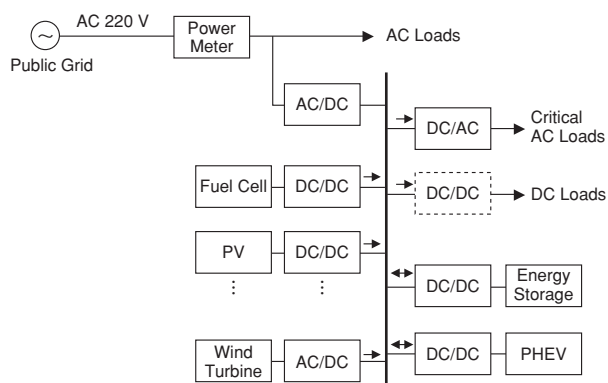 AC 220 V
Public Grid
Power
Meter
AC Loads
AC/DC
DC/AC
Critical
AC Loads
Fuel Cell
DC/DC
DC/DC
DC Loads
PV
DC/DC
DC/DC
Energy
Storage
Wind
Turbine
AC/DC
DC/DC
PHEV